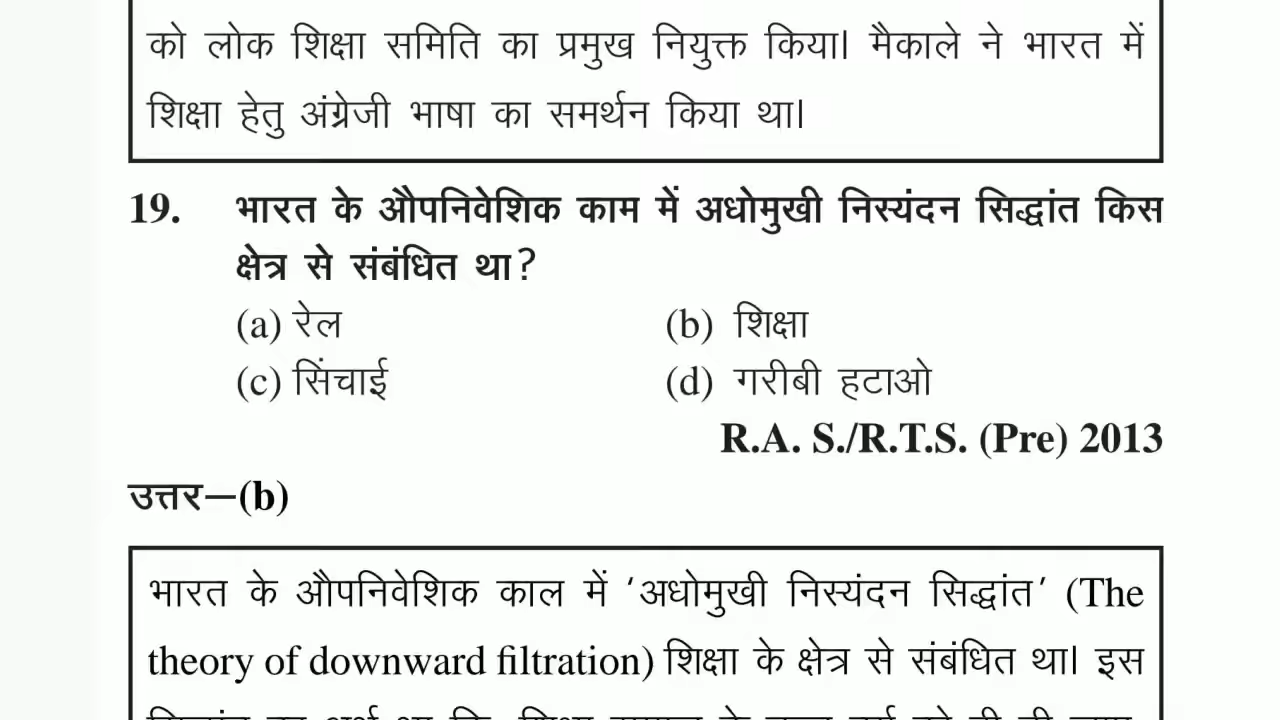 को लोक शिक्षा समिति का प्रमुख नियुक्त किया। मैकाले ने भारत में
शिक्षा हेतु अंग्रेजी भाषा का समर्थन किया था।
19. भारत के औपनिवेशिक काम में अधोमुखी निस्यंदन सिद्धांत किस
क्षेत्र से संबंधित था?
(a) रेल (b) शिक्षा
(c) सिंचाई (d) गरीबी हटाओ
R.A. S./R.T.S. (Pre) 2013
उत्तर—(b)
भारत के औपनिवेशिक काल में ‘अधोमुखी निस्यंदन सिद्धांत’ (The
theory of downward filtration) शिक्षा के क्षेत्र से संबंधित था। इस